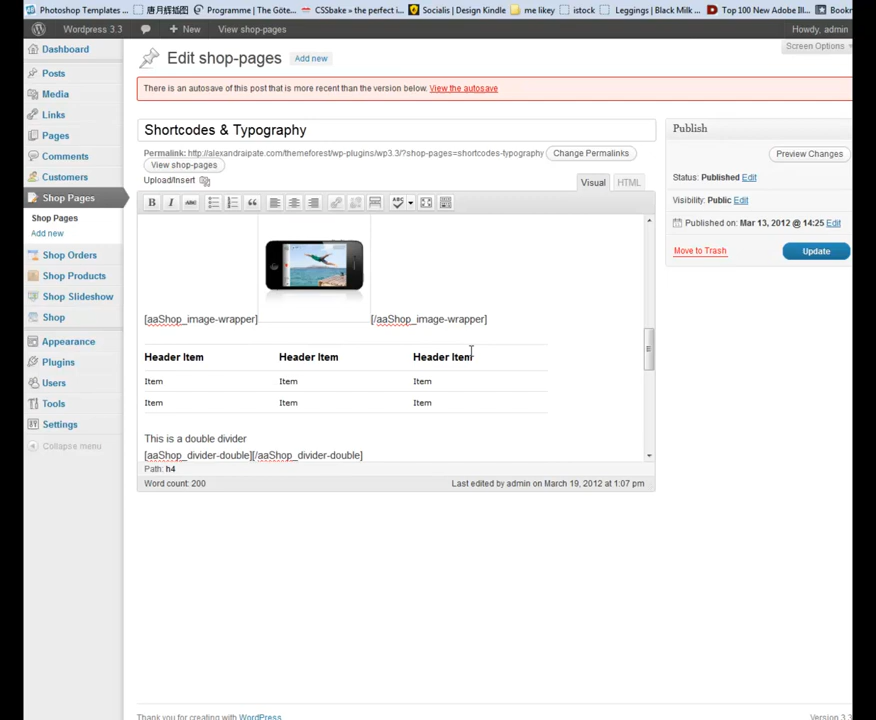 Photoshop Templates ... 唐月辉插图 Programme | The Göte... CSSbake » the perfect i... Socialis | Design Kindle me likey istock Leggings | Black Milk ... Top 100 New Adobe Ill... Bookn
Wordpress 3.3 + New View shop-pages Howdy, admin
Screen Options
Dashboard
Posts
Media
Links
Pages
Comments
Customers
Shop Pages
Shop Pages
Add new
Shop Orders
Shop Products
Shop Slideshow
Shop
Appearance
Plugins
Users
Tools
Settings
Collapse menu
Edit shop-pages Add new
There is an autosave of this post that is more recent than the version below. View the autosave
Shortcodes & Typography
Permalink: http://alexandraipate.com/themeforest/wp-plugins/wp3.3/?shop-pages=shortcodes-typography Change Permalinks
View shop-pages
Upload/Insert
Visual HTML
B I ABC ABC
[aaShop_image-wrapper] [/aaShop_image-wrapper]
Header Item Header Item Header Item
Item Item Item
Item Item Item
This is a double divider
[aaShop_divider-double][/aaShop_divider-double]
Path: h4
Word count: 200 Last edited by admin on March 19, 2012 at 1:07 pm
Publish
Preview Changes
Status: Published Edit
Visibility: Public Edit
Published on: Mar 13, 2012 @ 14:25 Edit
Move to Trash Update
Thank you for creating with WordPress Version 3.3